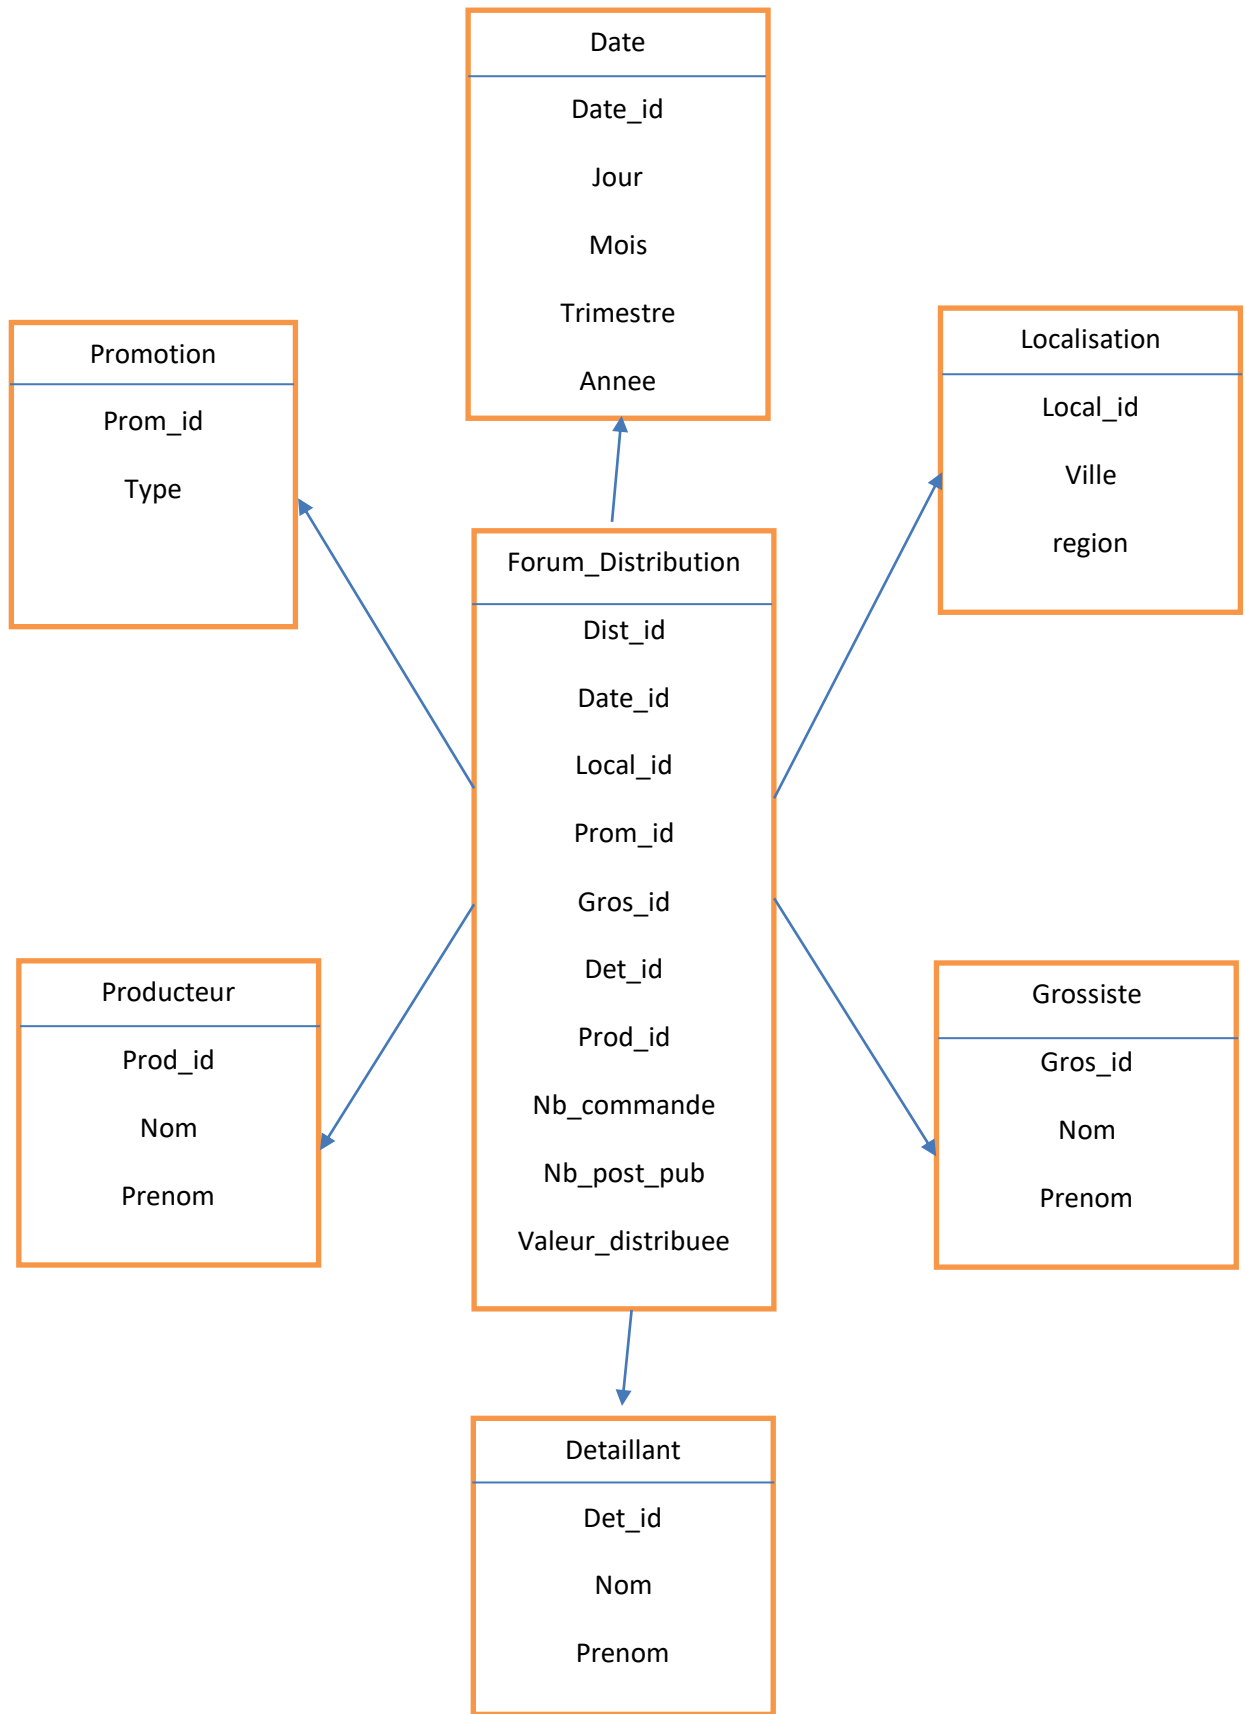 Date
Date_id
Jour
Mois
Trimestre
Annee
Promotion
Prom_id
Type
Localisation
Local_id
Ville
region
Forum_Distribution
Dist_id
Date_id
Local_id
Prom_id
Gros_id
Det_id
Prod_id
Nb_commande
Nb_post_pub
Valeur_distribuee
Producteur
Prod_id
Nom
Prenom
Grossiste
Gros_id
Nom
Prenom
Detaillant
Det_id
Nom
Prenom